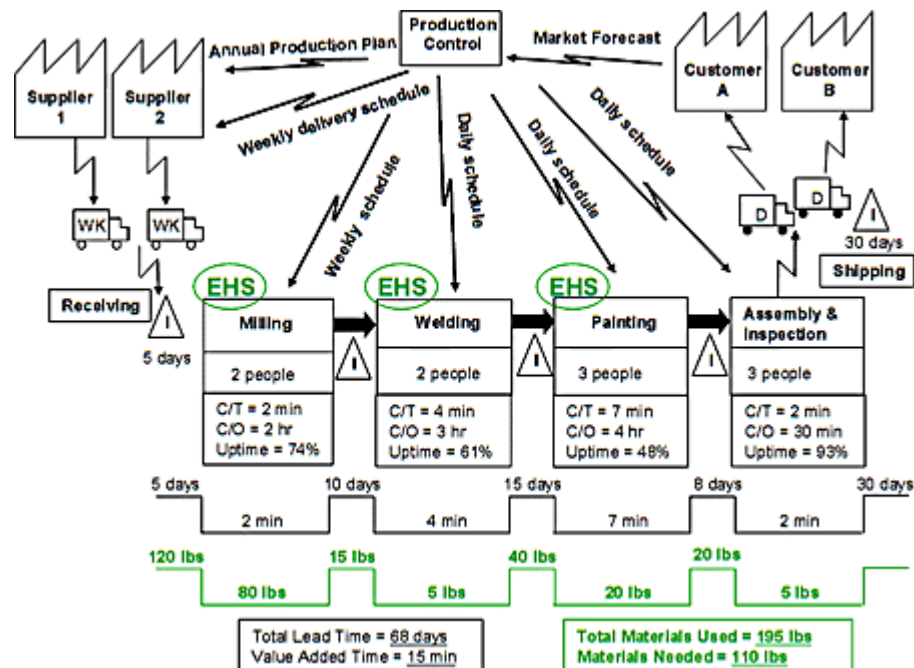 Production
Control
Annual Production Plan
Market Forecast
Supplier
1
Supplier
2
Customer
A
Customer
B
Weekly delivery schedule
Weekly schedule
Daily schedule
Daily schedule
Daily schedule
WK
WK
D
D
I
30 days
Shipping
Receiving
I
5 days
EHS
EHS
EHS
Milling
Welding
Painting
Assembly &
Inspection
I
I
I
2 people
2 people
3 people
3 people
C/T = 2 min
C/O = 2 hr
Uptime = 74%
C/T = 4 min
C/O = 3 hr
Uptime = 61%
C/T = 7 min
C/O = 4 hr
Uptime = 48%
C/T = 2 min
C/O = 30 min
Uptime = 93%
5 days
10 days
15 days
8 days
30 days
2 min
4 min
7 min
2 min
120 lbs
15 lbs
40 lbs
20 lbs
80 lbs
5 lbs
20 lbs
5 lbs
Total Lead Time = 68 days
Value Added Time = 15 min
Total Materials Used = 195 lbs
Materials Needed = 110 lbs